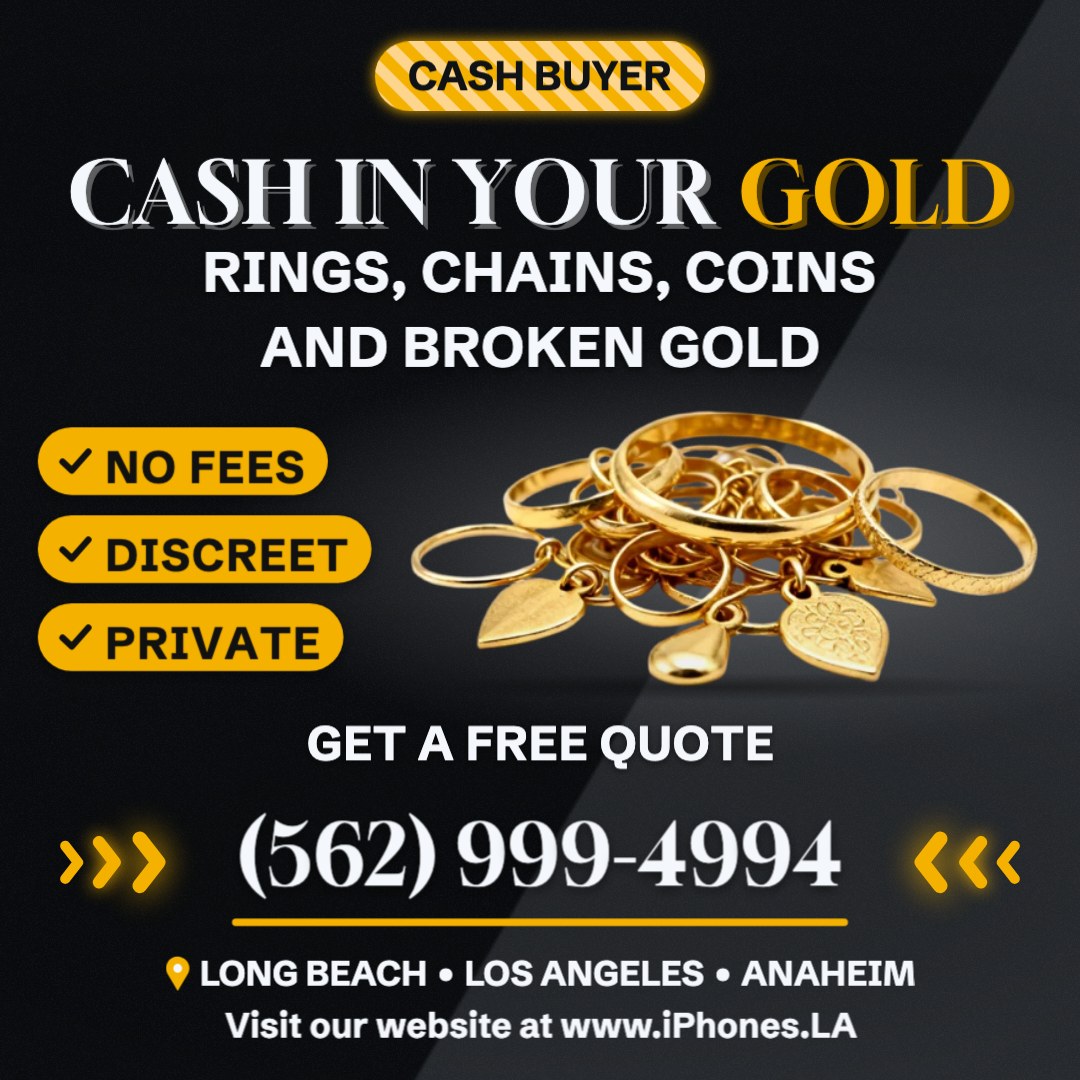 CASH BUYER
CASH IN YOUR GOLD
RINGS, CHAINS, COINS
AND BROKEN GOLD
NO FEES
DISCREET
PRIVATE
GET A FREE QUOTE
(562) 999-4994
LONG BEACH • LOS ANGELES • ANAHEIM
Visit our website at www.iPhones.LA